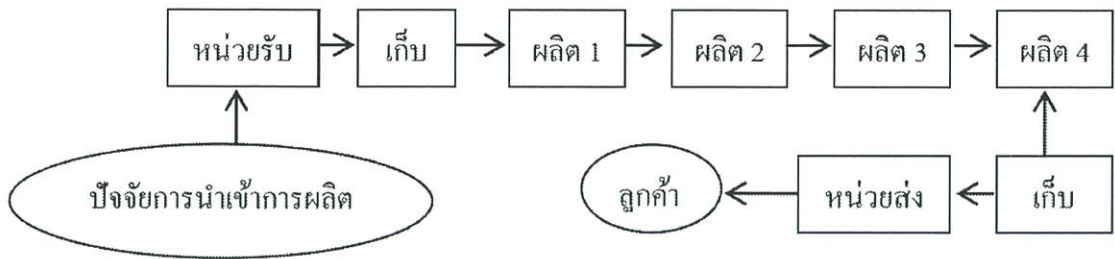 หน่วยรับ
เก็บ
ผลิต 1
ผลิต 2
ผลิต 3
ผลิต 4
ปัจจัยการนำเข้าการผลิต
ลูกค้า
หน่วยส่ง
เก็บ